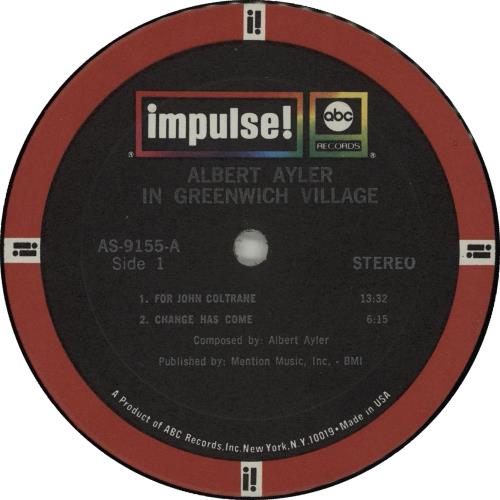 i!
impulse!
abc
RECORDS
®
®
ALBERT AYLER
IN GREENWICH VILLAGE
AS-9155-A
Side 1
STEREO
i!
i!
1. FOR JOHN COLTRANE 13:32
2. CHANGE HAS COME 6:15
Composed by: Albert Ayler
Published by: Mention Music, Inc. - BMI
A Product of ABC Records, Inc. New York, N.Y. 10019 • Made in USA
i!